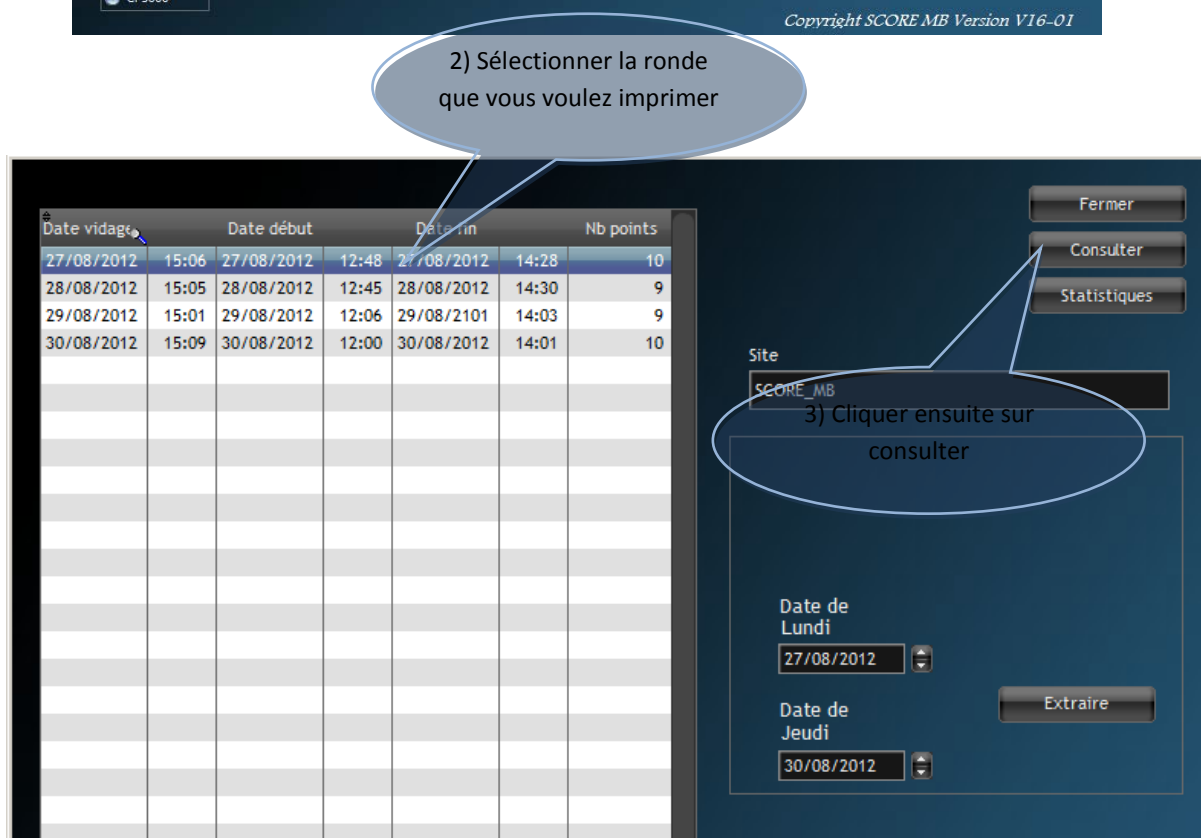 Copyright SCORE MB Version V16-01
2) Sélectionner la ronde
que vous voulez imprimer
Fermer
Consulter
Statistiques
Date vidage Date début Date fin Nb points
27/08/2012 15:06 27/08/2012 12:48 27/08/2012 14:28 10
28/08/2012 15:05 28/08/2012 12:45 28/08/2012 14:30 9
29/08/2012 15:01 29/08/2012 12:06 29/08/2101 14:03 9
30/08/2012 15:09 30/08/2012 12:00 30/08/2012 14:01 10
Site
SCORE_MB
3) Cliquer ensuite sur
consulter
Date de
Lundi
27/08/2012
Extraire
Date de
Jeudi
30/08/2012